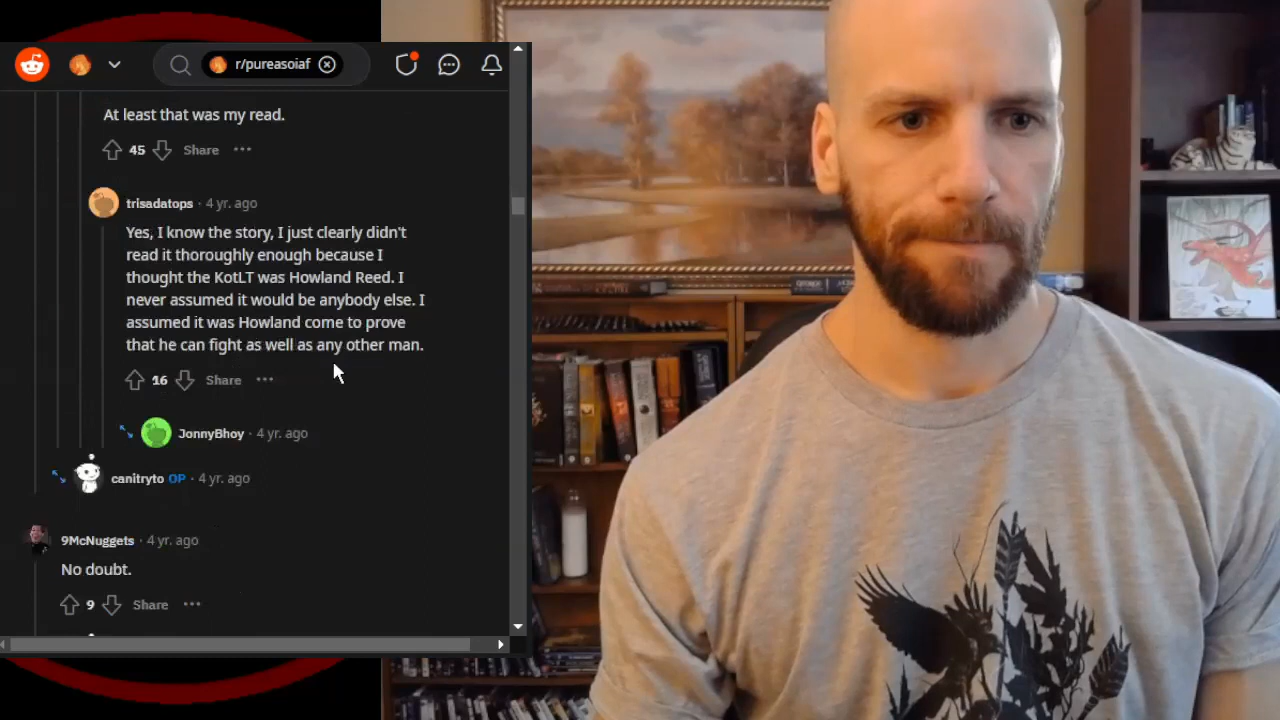 r/pureasoiaf
At least that was my read.
45 Share
trisadatops · 4 yr. ago
Yes, I know the story, I just clearly didn't
read it thoroughly enough because I
thought the KotLT was Howland Reed. I
never assumed it would be anybody else. I
assumed it was Howland come to prove
that he can fight as well as any other man.
16 Share
JonnyBhoy · 4 yr. ago
canitryto OP · 4 yr. ago
9McNuggets · 4 yr. ago
No doubt.
9 Share